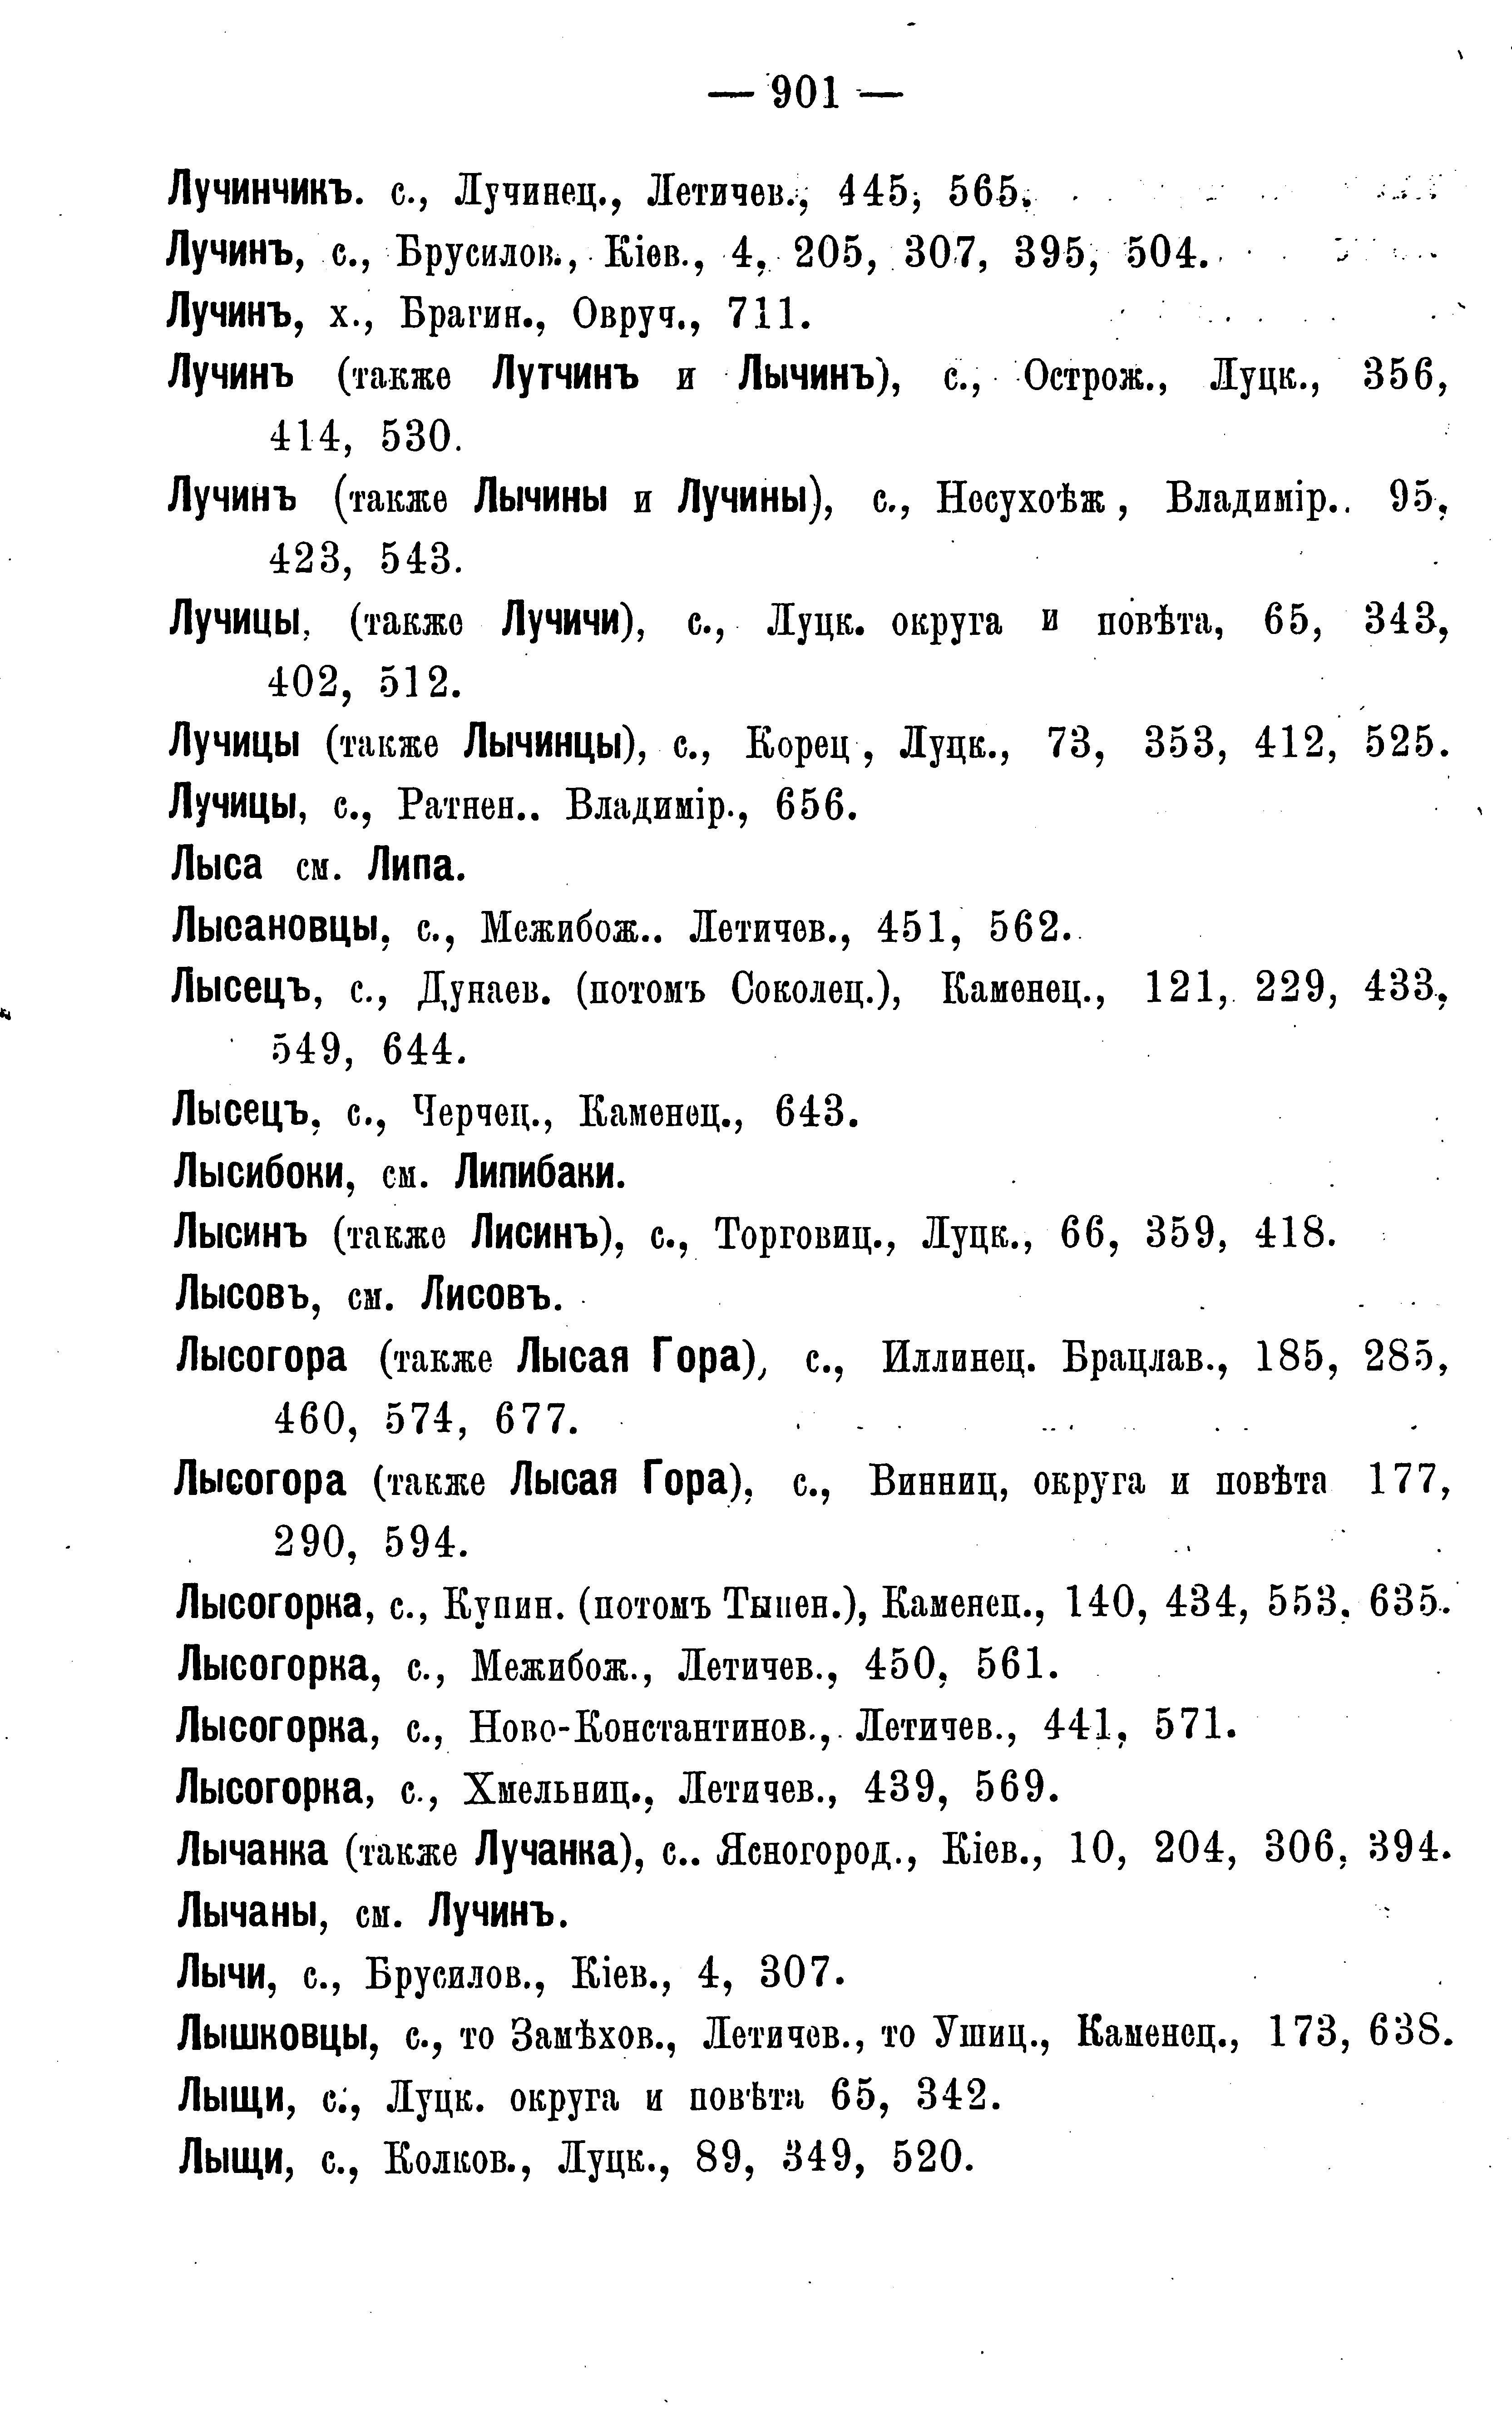 — 901 —
Лучинчикъ. с., Лучинец., Летичев., 445, 565.
Лучинъ, с., Брусилов., Кіев., 4, 205, 307, 395, 504.
Лучинъ, х., Брагин., Овруч., 711.
Лучинъ (также Лутчинъ и Лычинъ), с., Острож., Луцк., 356,
414, 530.
Лучинъ (также Лычины и Лучины), с., Несухоѣж, Владимір.. 95,
423, 543.
Лучицы, (также Лучичи), с., Луцк. округа и повѣта, 65, 343,
402, 512.
Лучицы (также Лычинцы), с., Корец, Луцк., 73, 353, 412, 525.
Лучицы, с., Ратнен.. Владимір., 656.
Лыса см. Липа.
Лысановцы, с., Межибож.. Летичев., 451, 562.
Лысецъ, с., Дунаев. (потомъ Соколец.), Каменец., 121, 229, 433,
549, 644.
Лысецъ, с., Черчец., Каменец., 643.
Лысибоки, см. Липибаки.
Лысинъ (также Лисинъ), с., Торговиц., Луцк., 66, 359, 418.
Лысовъ, см. Лисовъ.
Лысогора (также Лысая Гора), с., Иллинец. Брацлав., 185, 285,
460, 574, 677.
Лысогора (также Лысая Гора), с., Винниц, округа и повѣта 177,
290, 594.
Лысогорка, с., Купин. (потомъ Тынен.), Каменец., 140, 434, 553, 635.
Лысогорка, с., Межибож., Летичев., 450, 561.
Лысогорка, с., Ново-Константинов., Летичев., 441, 571.
Лысогорка, с., Хмельниц., Летичев., 439, 569.
Лычанка (также Лучанка), с.. Ясногород., Кіев., 10, 204, 306, 394.
Лычаны, см. Лучинъ.
Лычи, с., Брусилов., Кіев., 4, 307.
Лышковцы, с., то Замѣхов., Летичев., то Ушиц., Каменец., 173, 638.
Лыщи, с., Луцк. округа и повѣта 65, 342.
Лыщи, с., Колков., Луцк., 89, 349, 520.